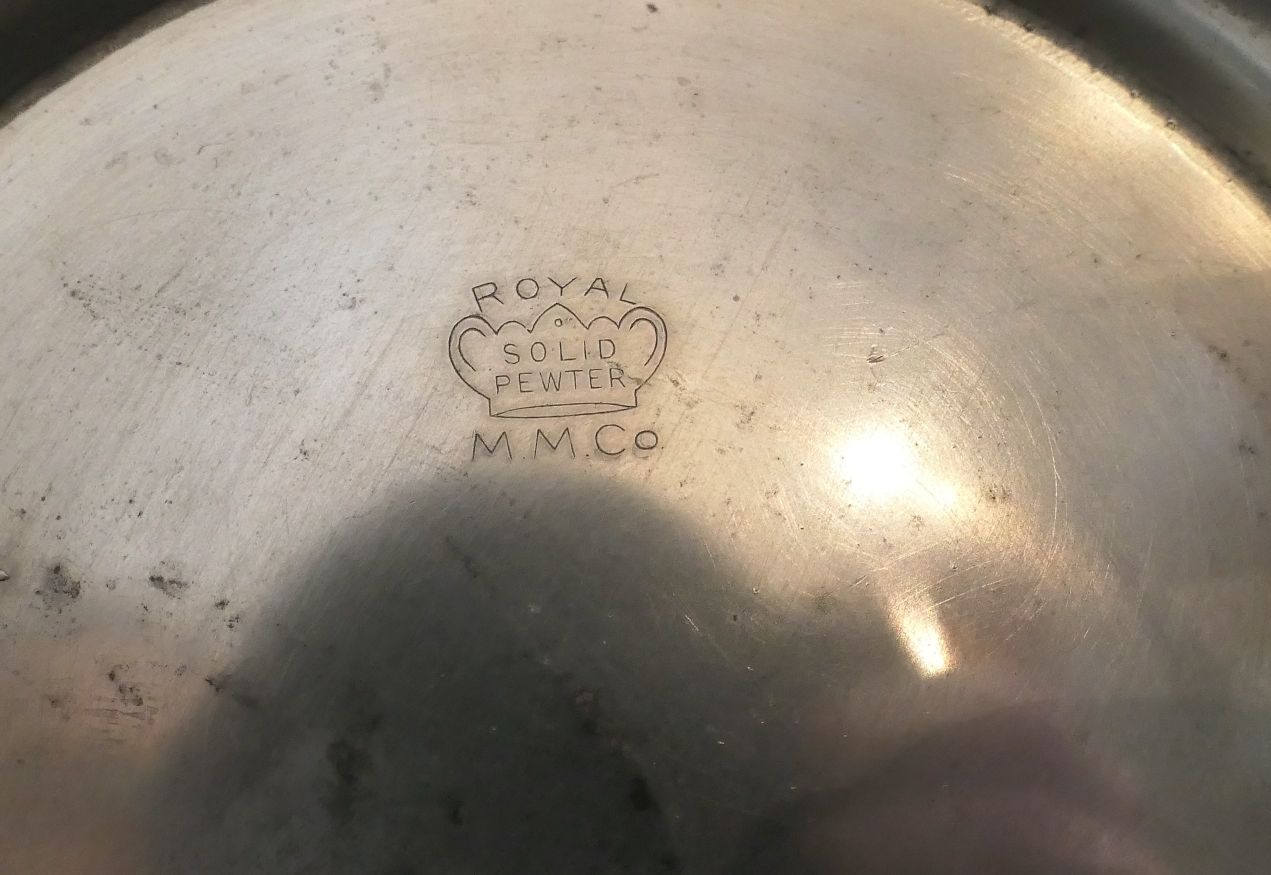 ROYAL
SOLID
PEWTER
M.M.Co.